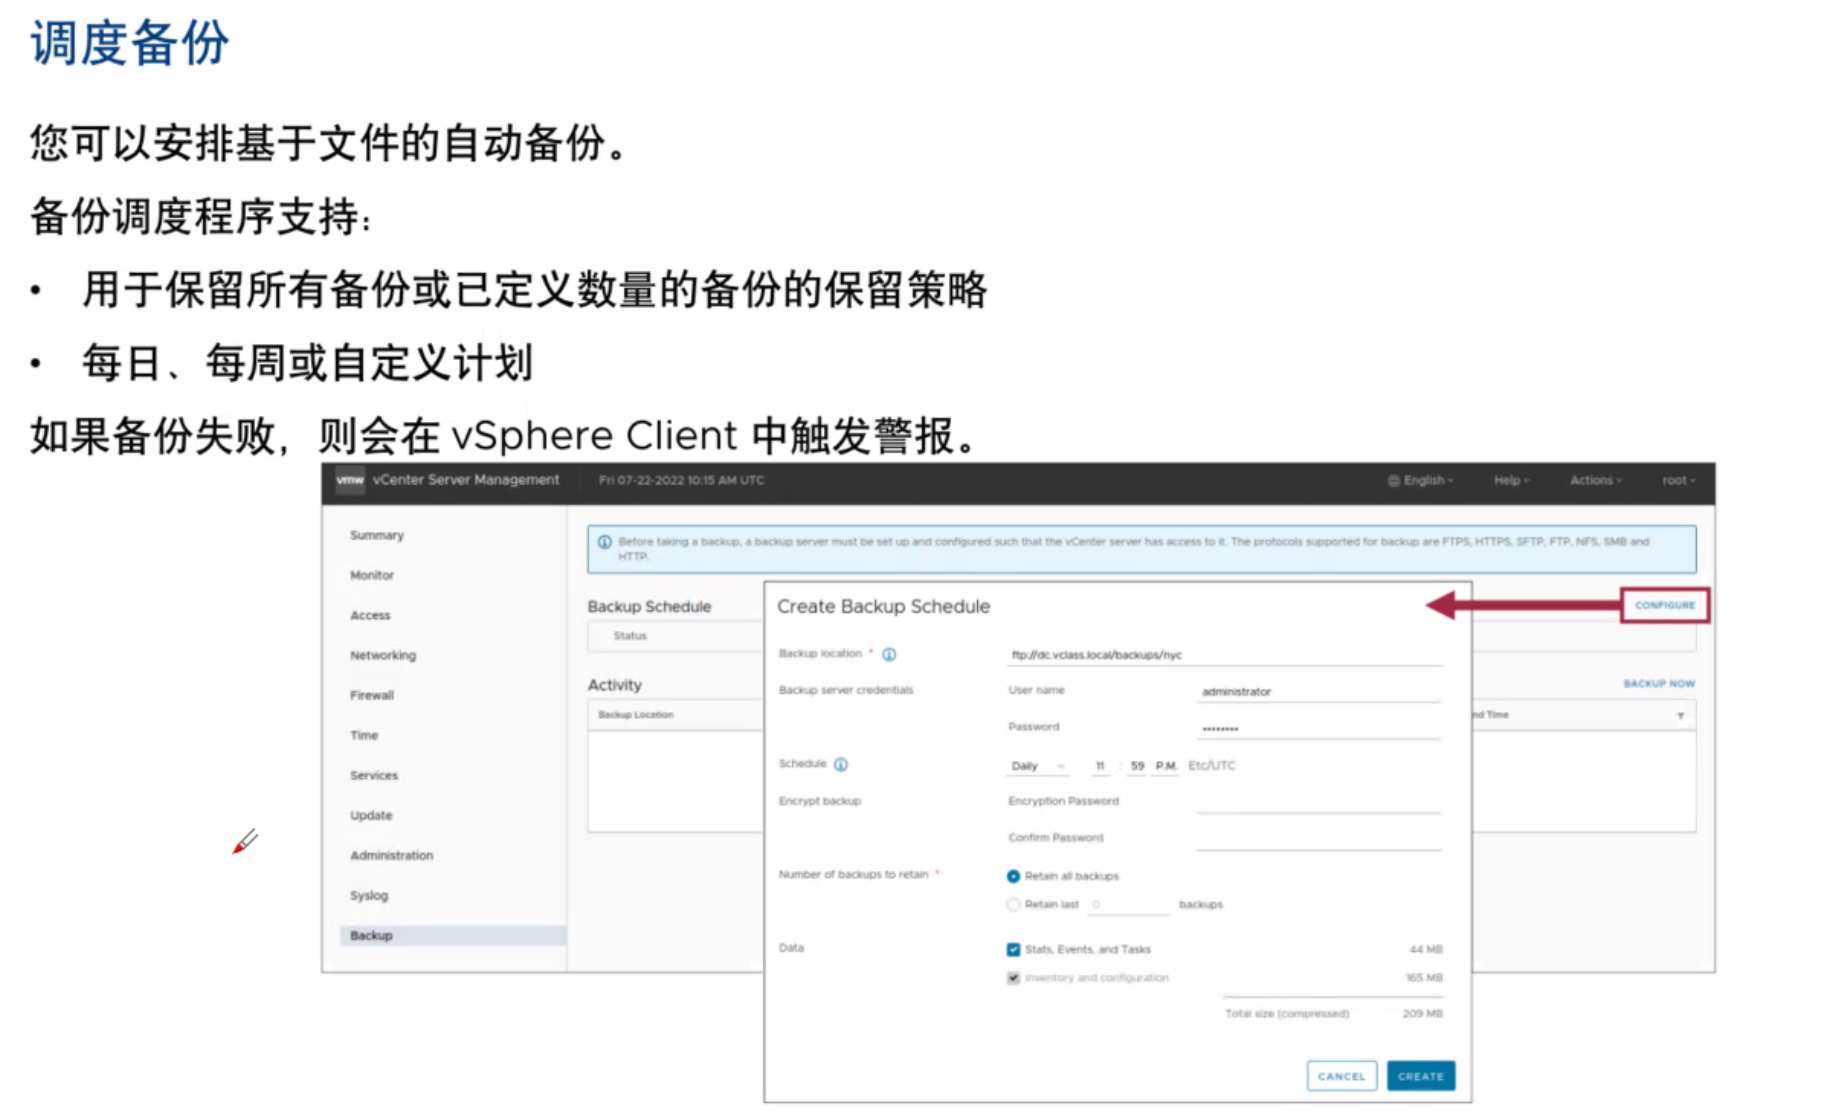 调度备份
您可以安排基于文件的自动备份。
备份调度程序支持：
• 用于保留所有备份或已定义数量的备份的保留策略
• 每日、每周或自定义计划
如果备份失败，则会在 vSphere Client 中触发警报。
vmw vCenter Server Management Fri 07-22-2022 10:15 AM UTC English Help Actions root
Summary
Monitor
Access
Networking
Firewall
Time
Services
Update
Administration
Syslog
Backup
Before taking a backup, a backup server must be set up and configured such that the vCenter server has access to it. The protocols supported for backup are FTPS, HTTPS, SFTP, FTP, NFS, SMB and
HTTP.
Backup Schedule CONFIGURE
Status
Activity BACKUP NOW
Backup Location nd Time
Create Backup Schedule
Backup location * ftp://dc.vclass.local/backups/nyc
Backup server credentials User name administrator
Password ••••••••
Schedule Daily 11 : 59 P.M. Etc/UTC
Encrypt backup Encryption Password
Confirm Password
Number of backups to retain * Retain all backups
Retain last 0 backups
Data Stats, Events, and Tasks 44 MB
Inventory and configuration 165 MB
Total size (compressed) 209 MB
CANCEL CREATE